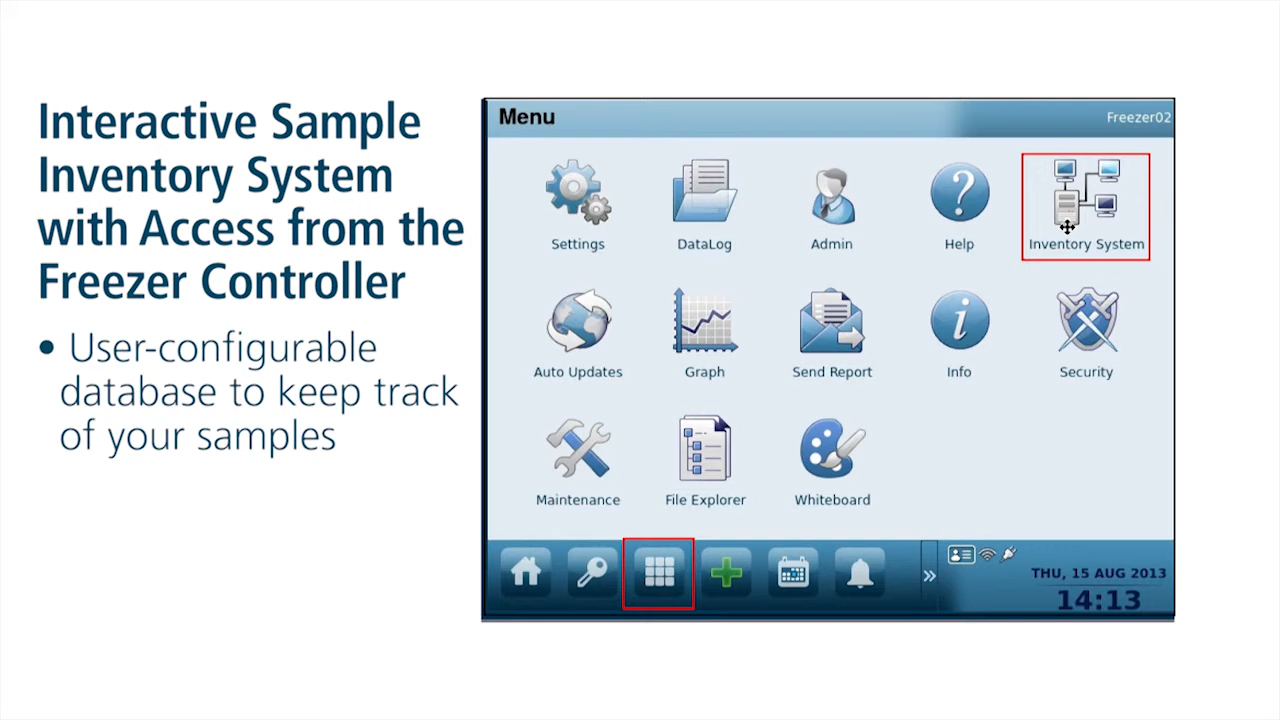 Interactive Sample
Inventory System
with Access from the
Freezer Controller
• User-configurable
database to keep track
of your samples
Menu
Freezer02
Settings
DataLog
Admin
Help
Inventory System
Auto Updates
Graph
Send Report
Info
Security
Maintenance
File Explorer
Whiteboard
»
THU, 15 AUG 2013
14:13